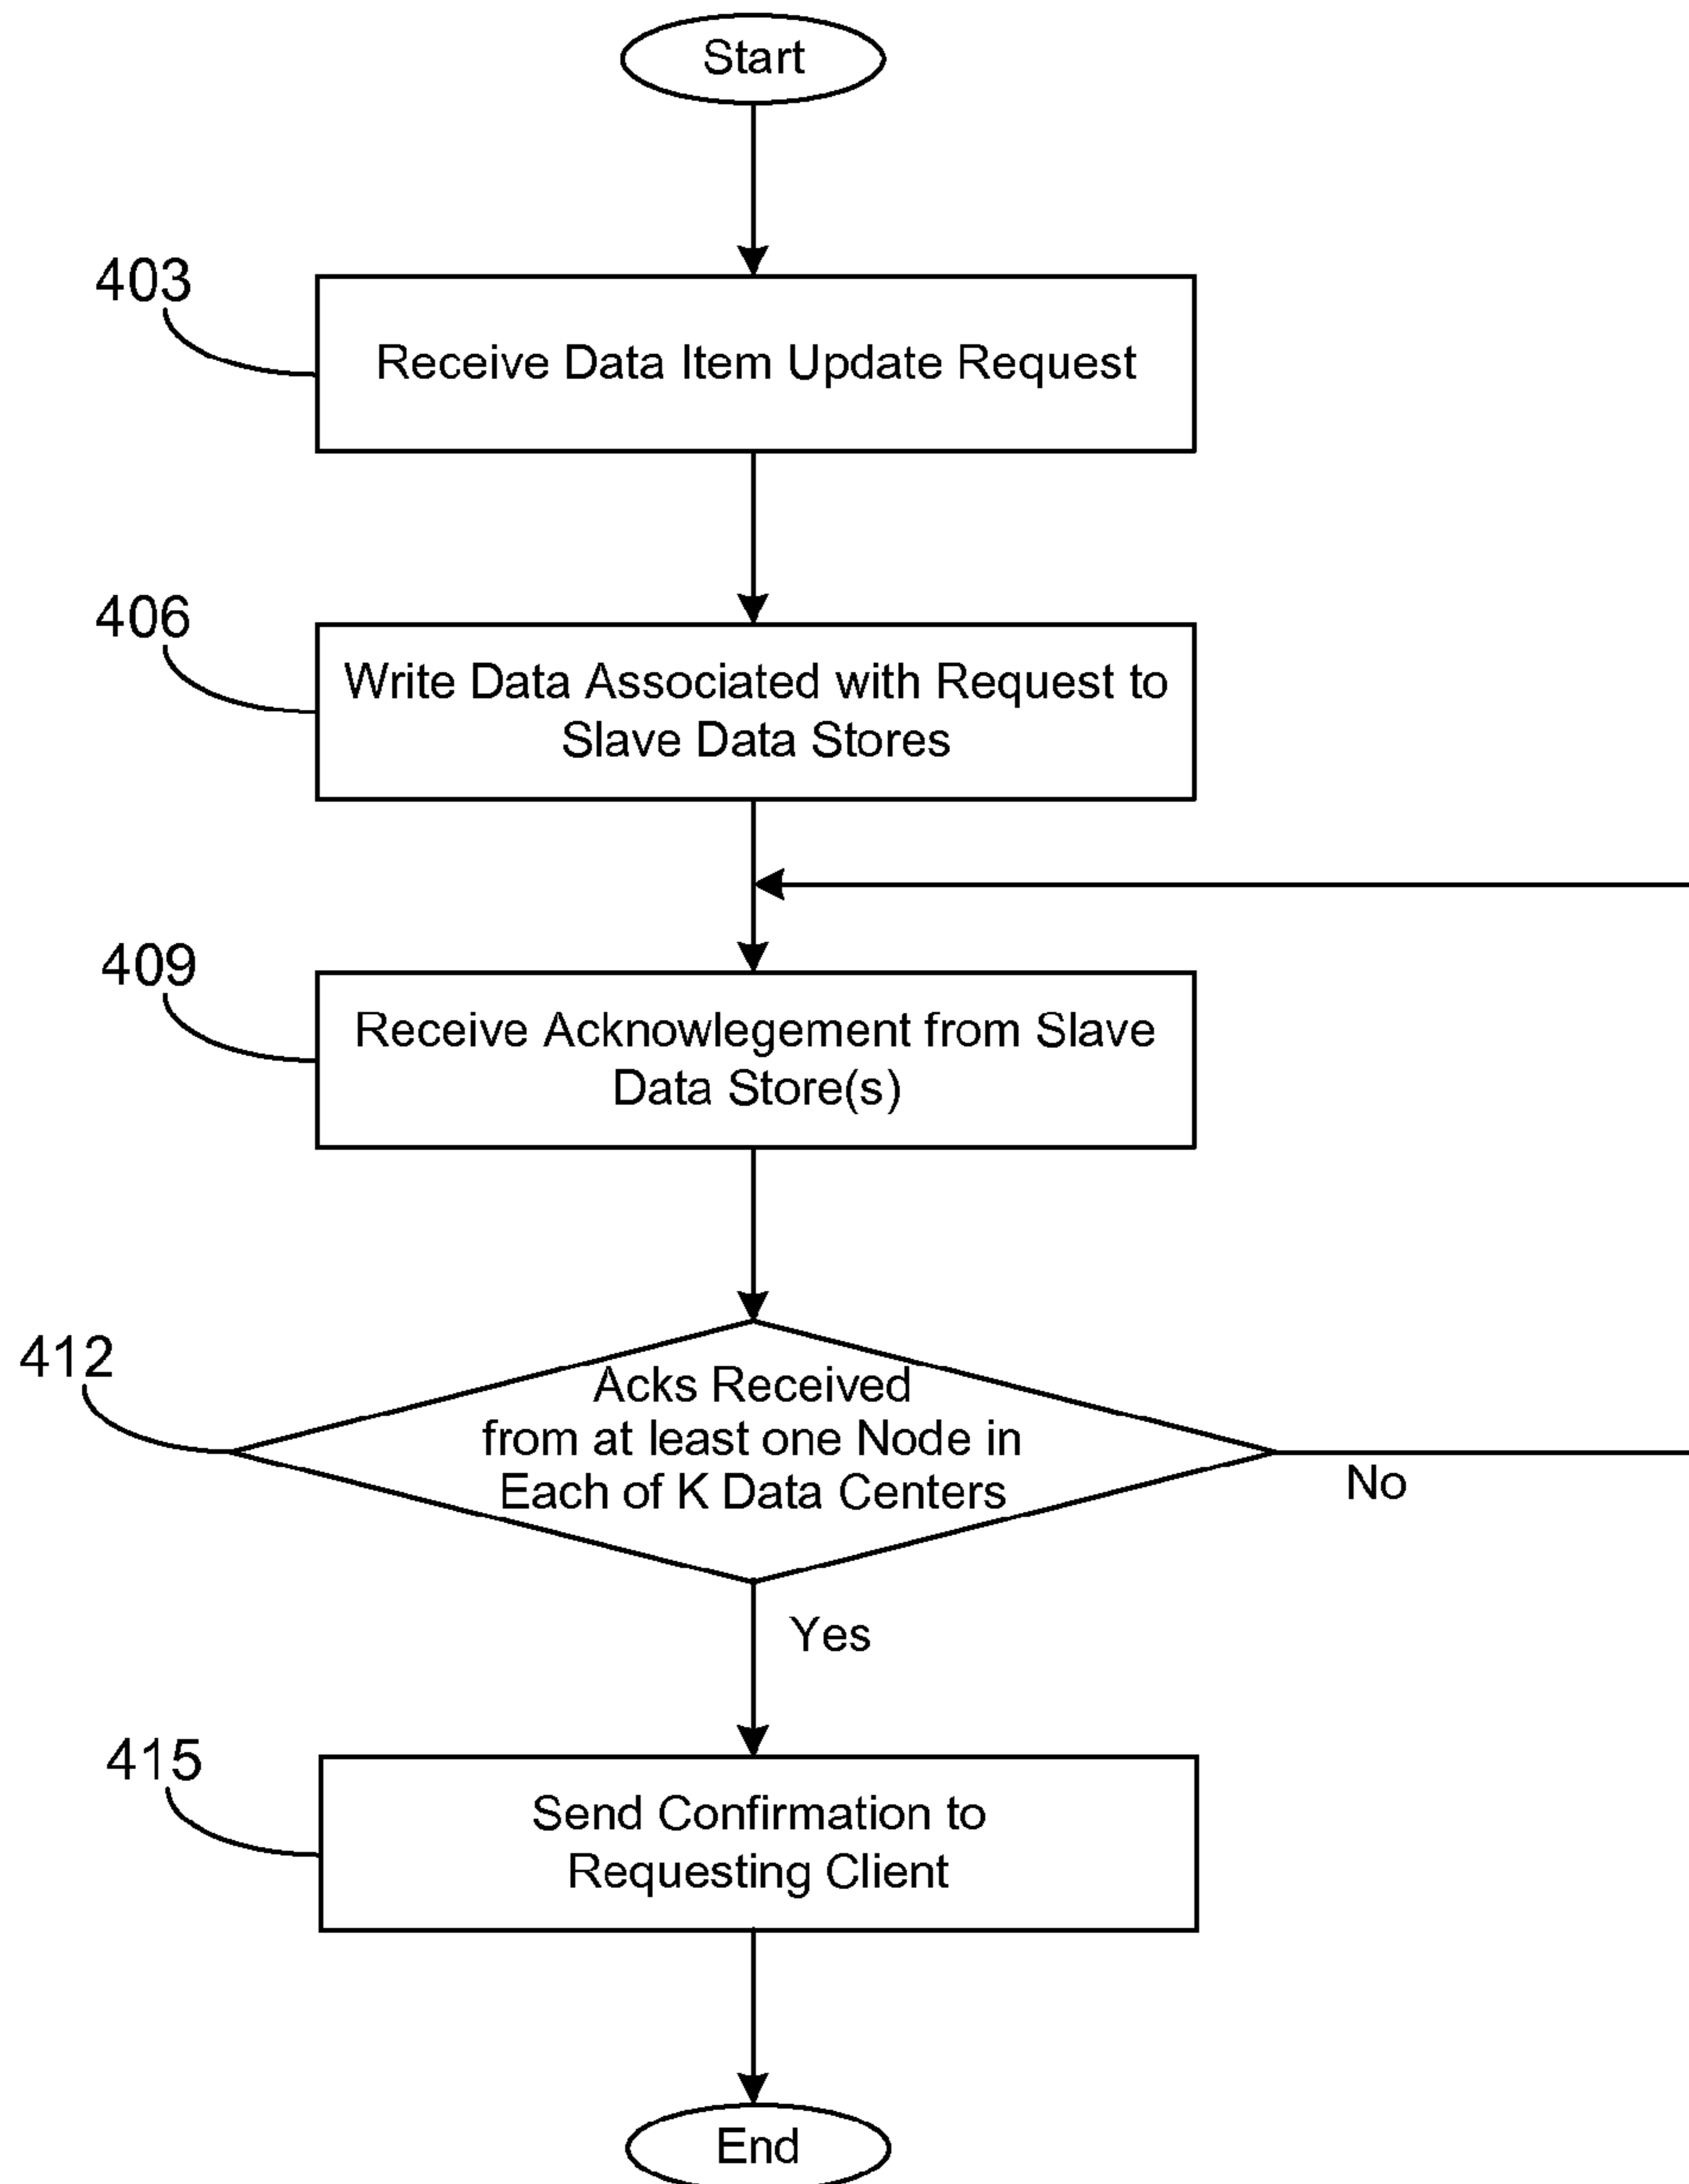 Start
403
Receive Data Item Update Request
406
Write Data Associated with Request to
Slave Data Stores
409
Receive Acknowlegement from Slave
Data Store(s)
412
Acks Received
from at least one Node in
Each of K Data Centers
No
Yes
415
Send Confirmation to
Requesting Client
End